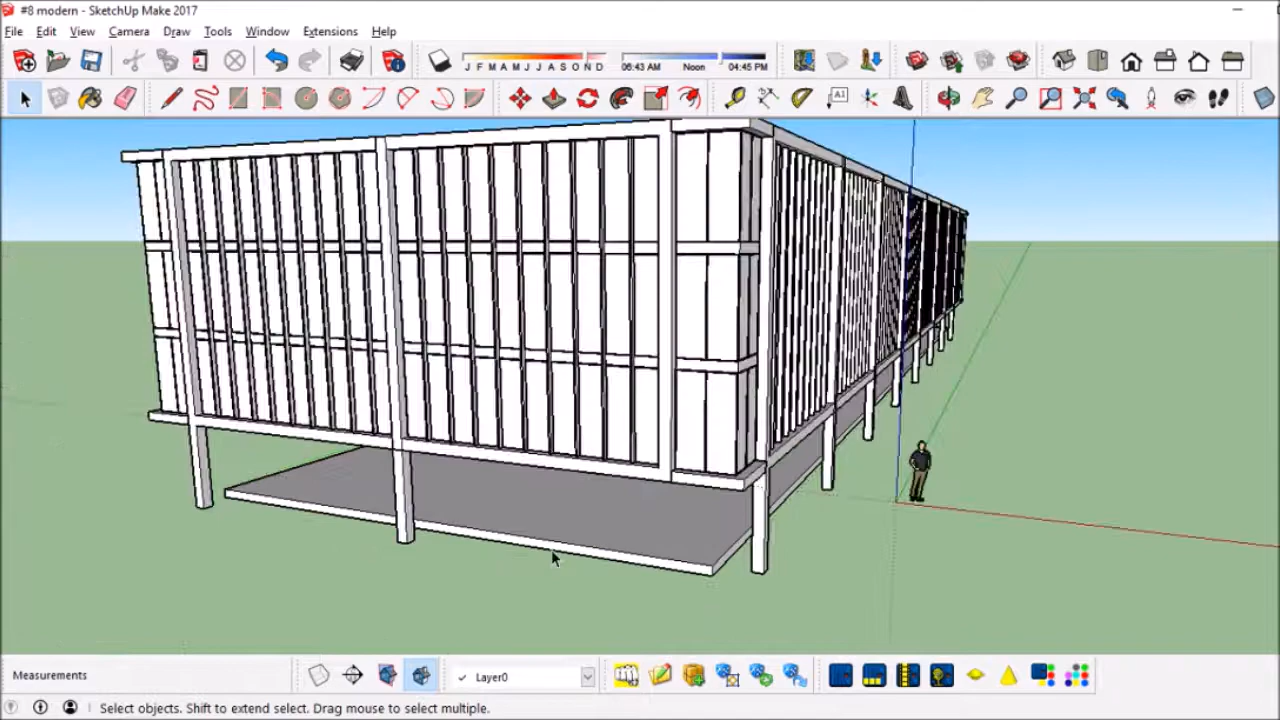 #8 modern - SketchUp Make 2017
File Edit View Camera Draw Tools Window Extensions Help
J F M A M J J A S O N D 06:43 AM Noon 04:45 PM
A1
Measurements
✓ Layer0
Select objects. Shift to extend select. Drag mouse to select multiple.